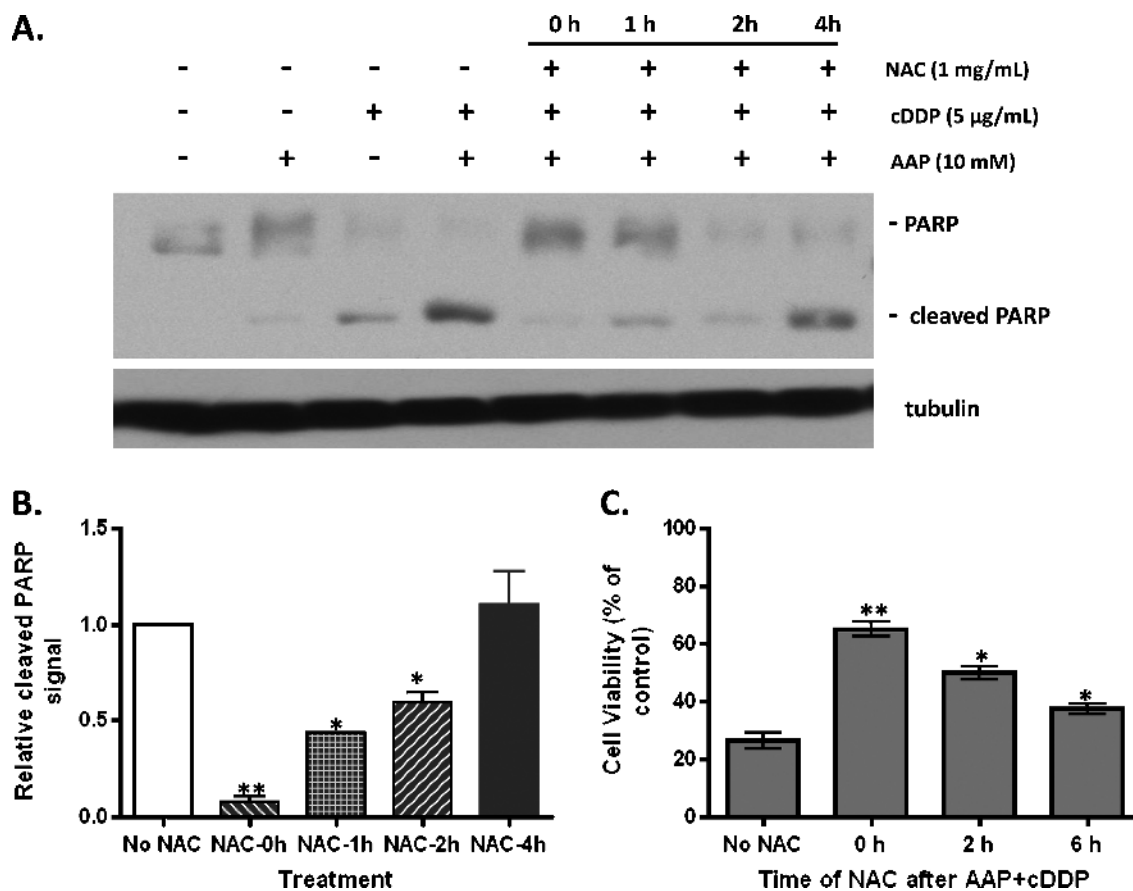 A.
0 h 1 h 2h 4h
- - - - + + + + NAC (1 mg/mL)
- - + + + + + + cDDP (5 µg/mL)
- + - + + + + + AAP (10 mM)
- PARP
- cleaved PARP
tubulin
B.
Relative cleaved PARP
signal
1.5
1.0
0.5
0.0
** * *
No NAC NAC-0h NAC-1h NAC-2h NAC-4h
Treatment
C.
Cell Viability (% of
control)
100
80
60
40
20
0
** * *
No NAC 0 h 2 h 6 h
Time of NAC after AAP+cDDP